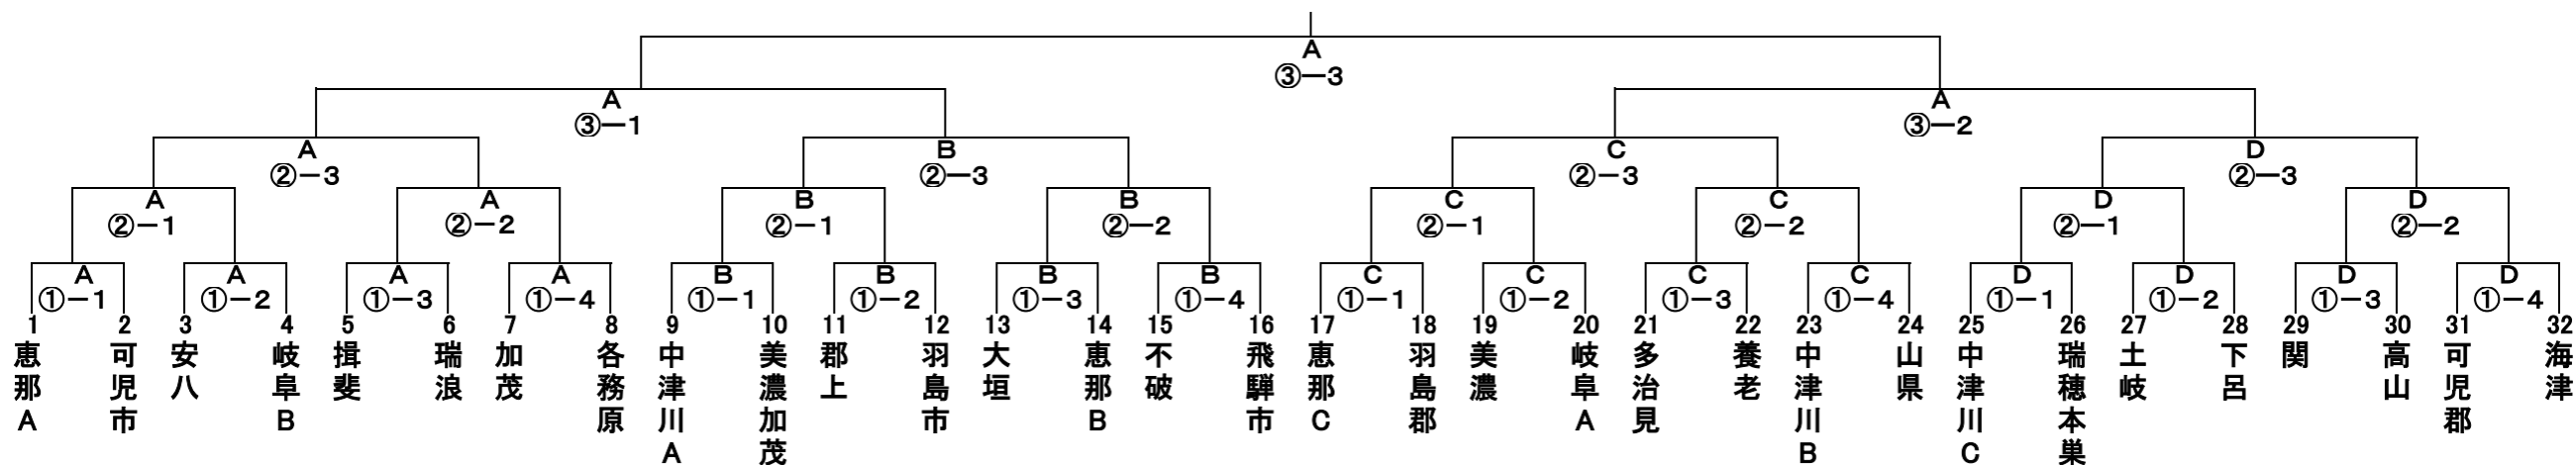 A
③ー3
A A
③ー1 ③ー2
A B C D
②－3 ②－3 ②－3 ②－3
A A B B C C D D
②－1 ②－2 ②－1 ②－2 ②－1 ②－2 ②－1 ②－2
A A A A B B B B C C C C D D D D
①－1 ①－2 ①－3 ①－4 ①－1 ①－2 ①－3 ①－4 ①－1 ①－2 ①－3 ①－4 ①－1 ①－2 ①－3 ①－4
1 2 3 4 5 6 7 8 9 10 11 12 13 14 15 16 17 18 19 20 21 22 23 24 25 26 27 28 29 30 31 32
恵那A
可児市
安八
岐阜B
揖斐
瑞浪
加茂
各務原
中津川A
美濃加茂
郡上
羽島市
大垣
恵那B
不破
飛騨市
恵那C
羽島郡
美濃
岐阜A
多治見
養老
中津川B
山県
中津川C
瑞穂本巣
土岐
下呂
関
高山
可児郡
海津